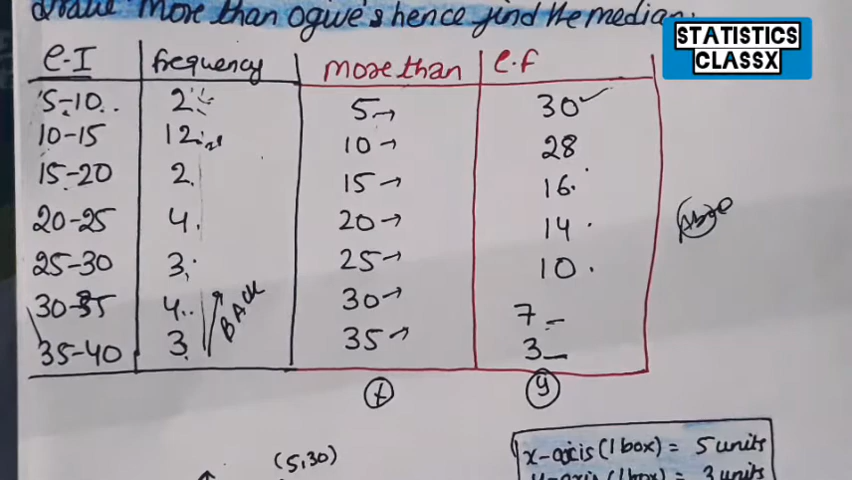 draw More than Ogive's hence find the median.
STATISTICS
CLASSX
C.I frequency more than C.F
5-10 2 5 30
10-15 12 10 28
15-20 2 15 16
20-25 4 20 14
25-30 3 25 10
30-35 4 30 7
35-40 3 35 3
BACK
x y
(5,30)
x-axis (1 box) = 5 units
y-axis (1 box) = 3 units